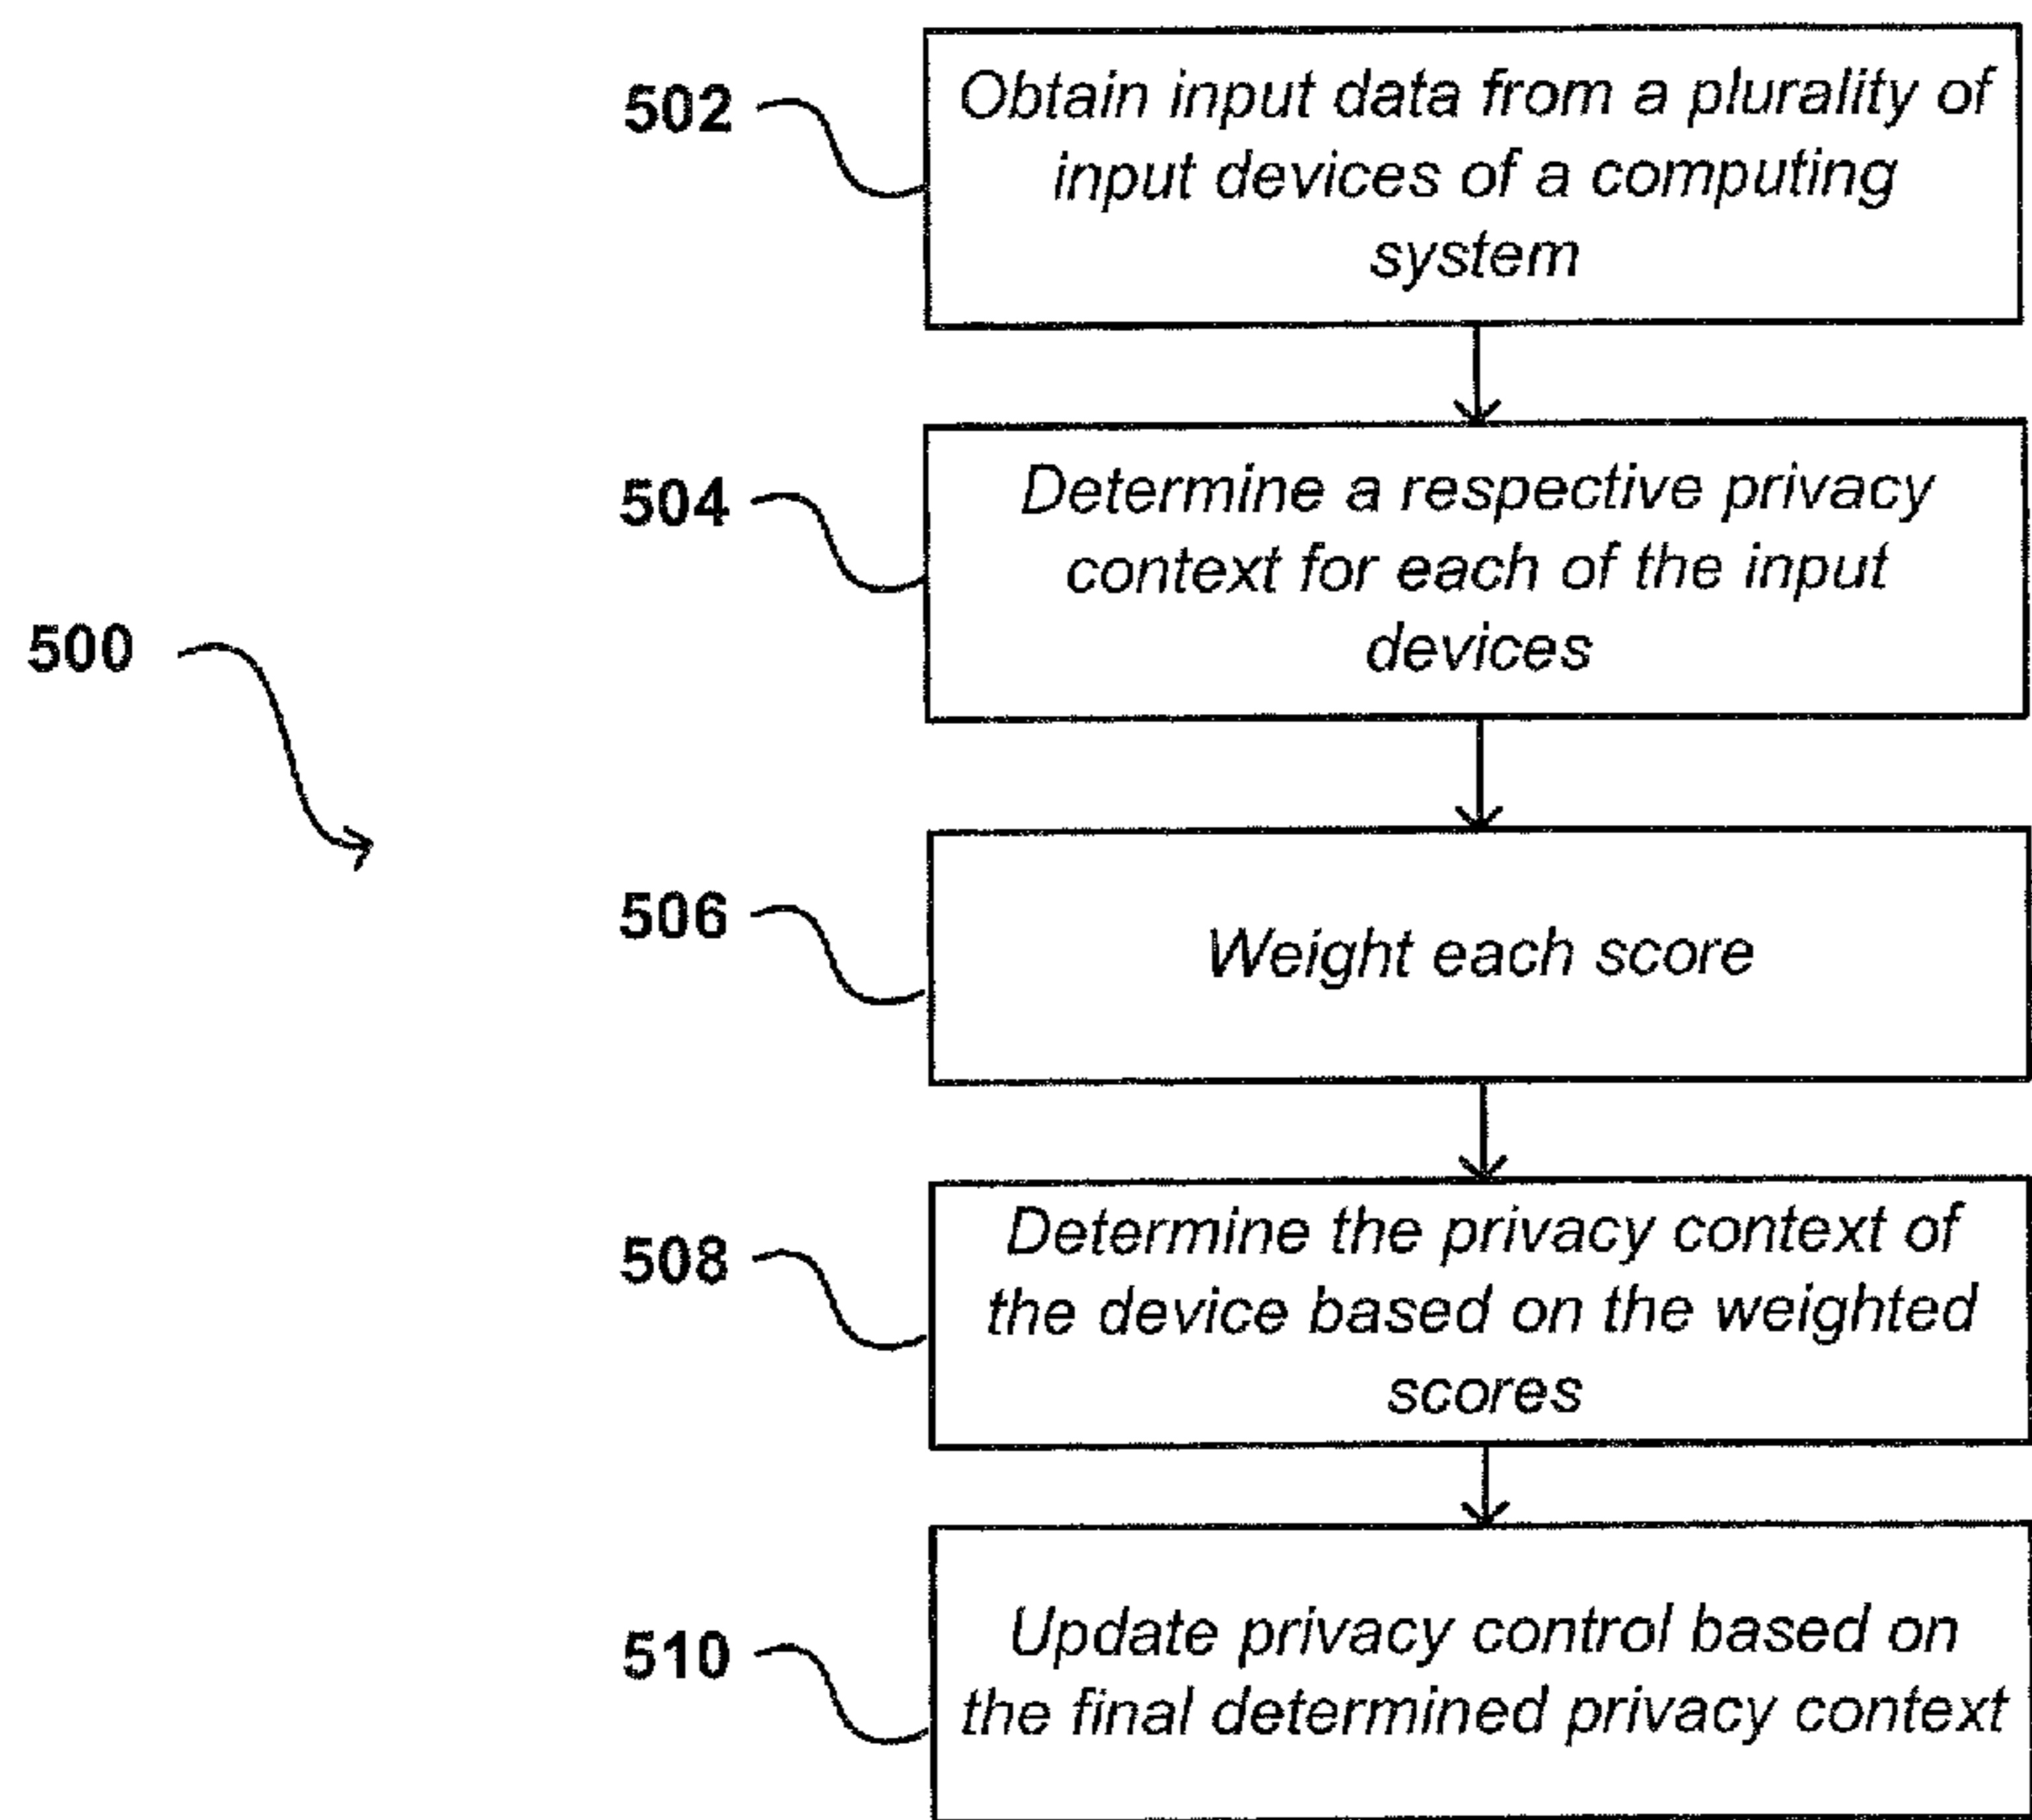 502
Obtain input data from a plurality of
input devices of a computing
system
504
Determine a respective privacy
context for each of the input
devices
500
506
Weight each score
508
Determine the privacy context of
the device based on the weighted
scores
510
Update privacy control based on
the final determined privacy context